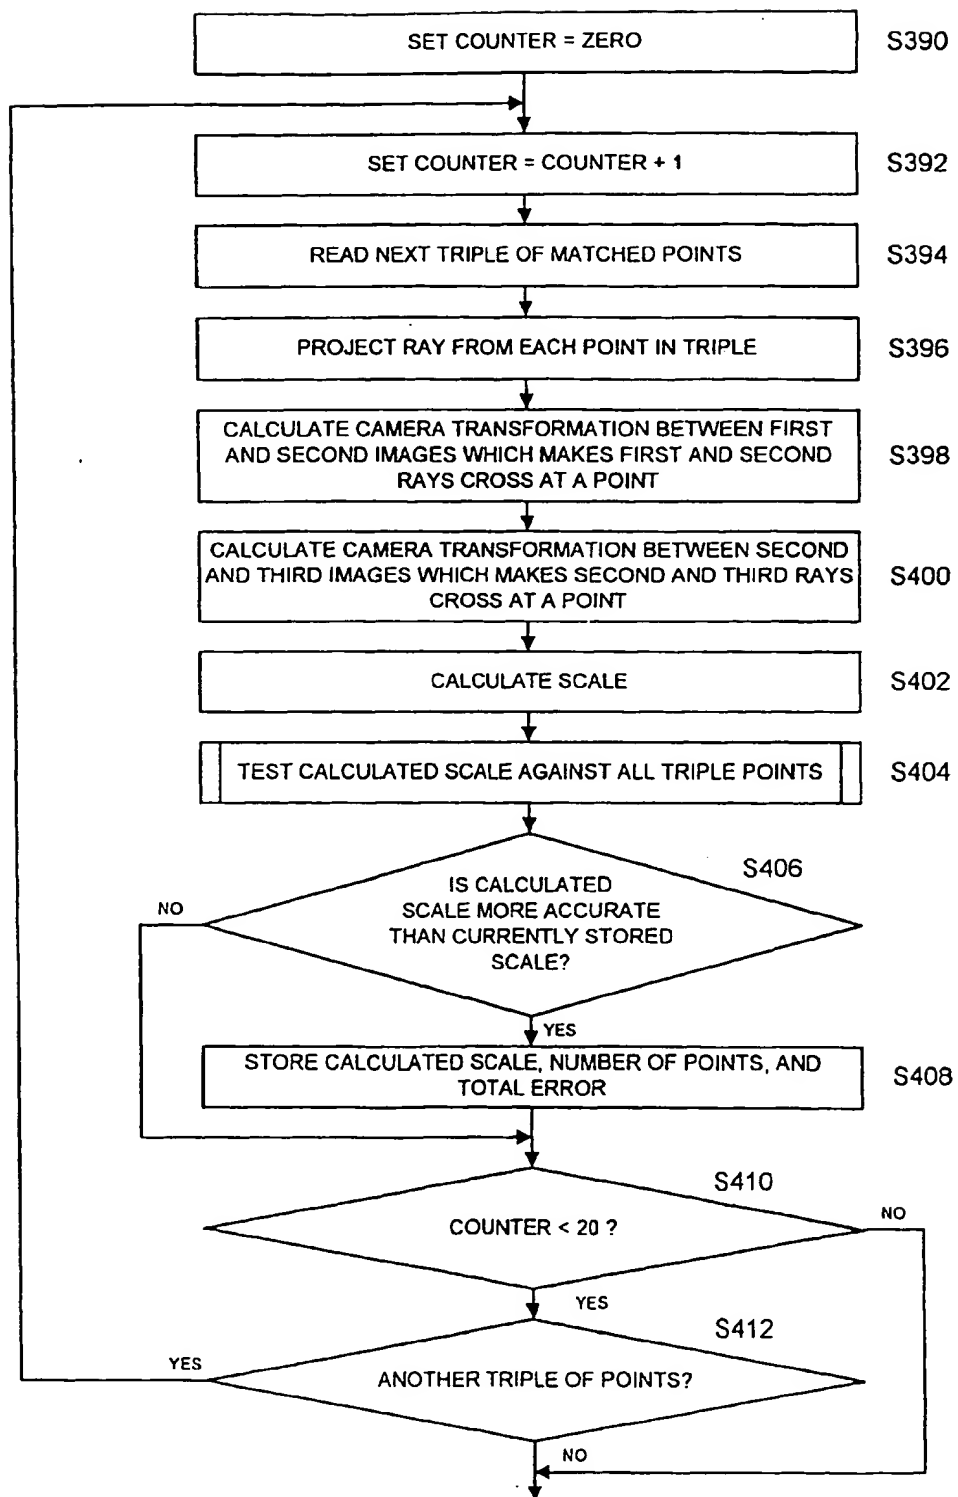 SET COUNTER = ZERO
S390
SET COUNTER = COUNTER + 1
S392
READ NEXT TRIPLE OF MATCHED POINTS
S394
PROJECT RAY FROM EACH POINT IN TRIPLE
S396
CALCULATE CAMERA TRANSFORMATION BETWEEN FIRST
AND SECOND IMAGES WHICH MAKES FIRST AND SECOND
RAYS CROSS AT A POINT
S398
CALCULATE CAMERA TRANSFORMATION BETWEEN SECOND
AND THIRD IMAGES WHICH MAKES SECOND AND THIRD RAYS
CROSS AT A POINT
S400
CALCULATE SCALE
S402
TEST CALCULATED SCALE AGAINST ALL TRIPLE POINTS
S404
S406
IS CALCULATED
SCALE MORE ACCURATE
THAN CURRENTLY STORED
SCALE?
NO
YES
STORE CALCULATED SCALE, NUMBER OF POINTS, AND
TOTAL ERROR
S408
S410
COUNTER < 20 ?
NO
YES
S412
ANOTHER TRIPLE OF POINTS?
YES
NO